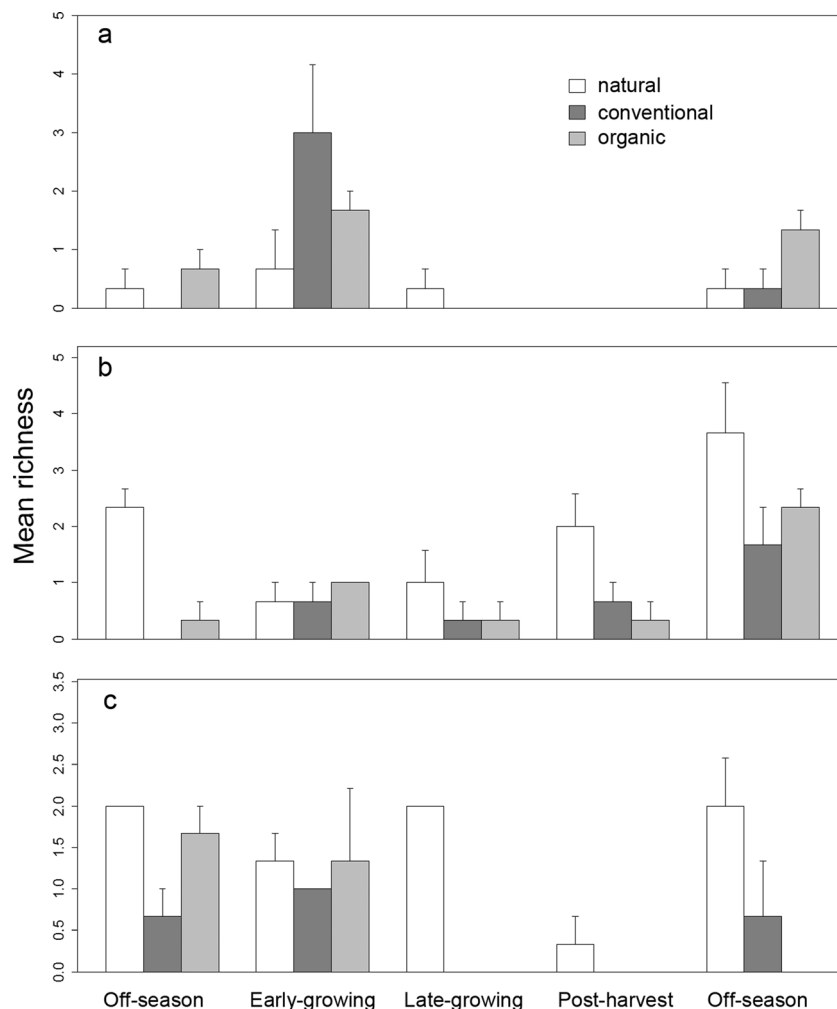 a
natural
conventional
organic
5
4
3
2
1
0
b
5
4
3
2
1
0
Mean richness
c
3.5
3.0
2.5
2.0
1.5
1.0
0.5
0.0
Off-season Early-growing Late-growing Post-harvest Off-season